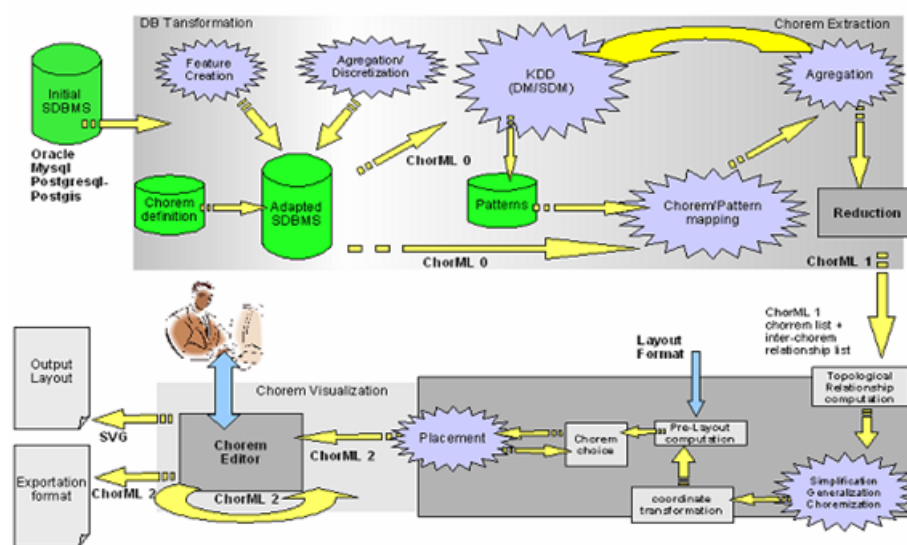 DB Transformation
Chorem Extraction
Feature
Creation
Agregation/
Discretization
KDD
(DM/SDM)
Agregation
Initial
SDBMS
Oracle
Mysql
Postgresql-
Postgis
ChorML 0
Chorem
definition
Adapted
SDBMS
Patterns
Chorem/Pattern
mapping
Reduction
ChorML 0
ChorML 1
ChorML 1
chorrem list +
inter-chorem
relationship list
Layout
Format
Output
Layout
Chorem Visualization
Topological
Relationship
computation
SVG
Chorem
Editor
ChorML 2
Placement
Chorem
choice
Pre-Layout
computation
Exportation
format
ChorML 2
ChorML 2
coordinate
transformation
Simplification
Generalization
Choremization